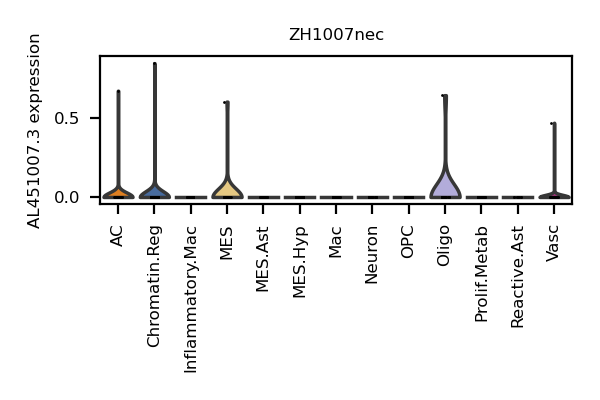 ZH1007nec
AL451007.3 expression
0.5
0.0
AC
Chromatin.Reg
Inflammatory.Mac
MES
MES.Ast
MES.Hyp
Mac
Neuron
OPC
Oligo
Prolif.Metab
Reactive.Ast
Vasc